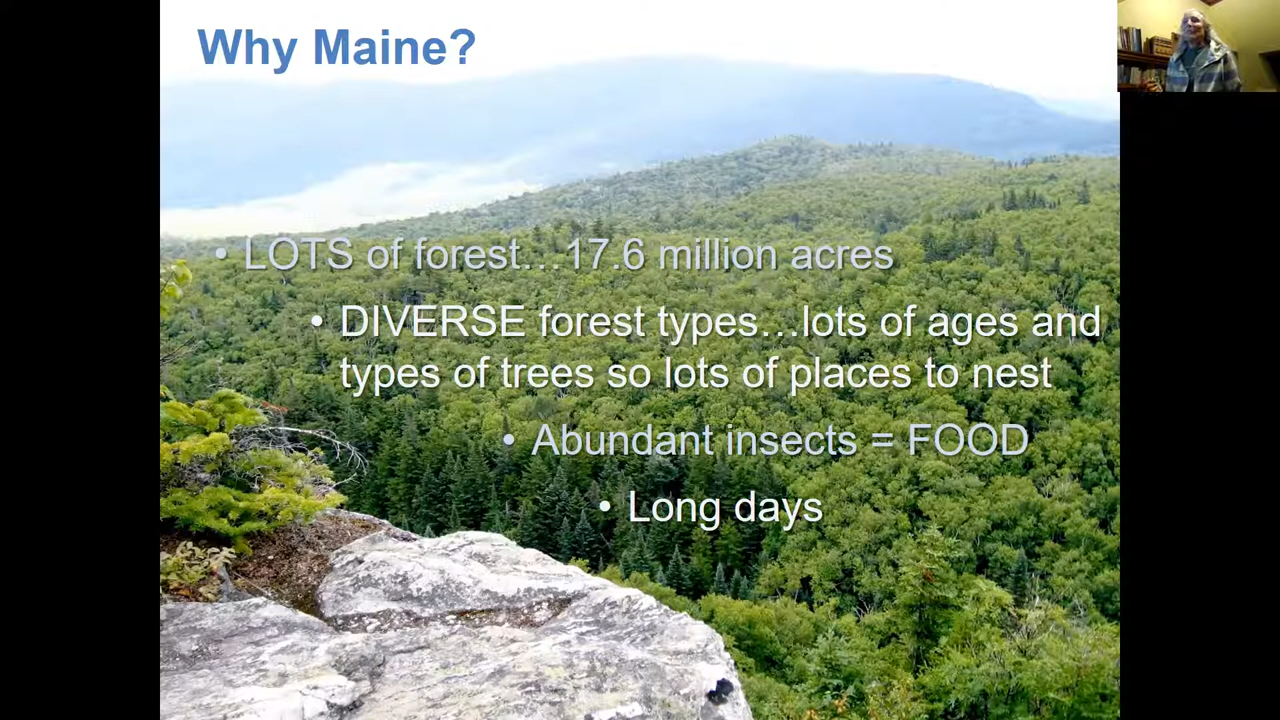 Why Maine?
• LOTS of forest…17.6 million acres
• DIVERSE forest types…lots of ages and
types of trees so lots of places to nest
• Abundant insects = FOOD
• Long days